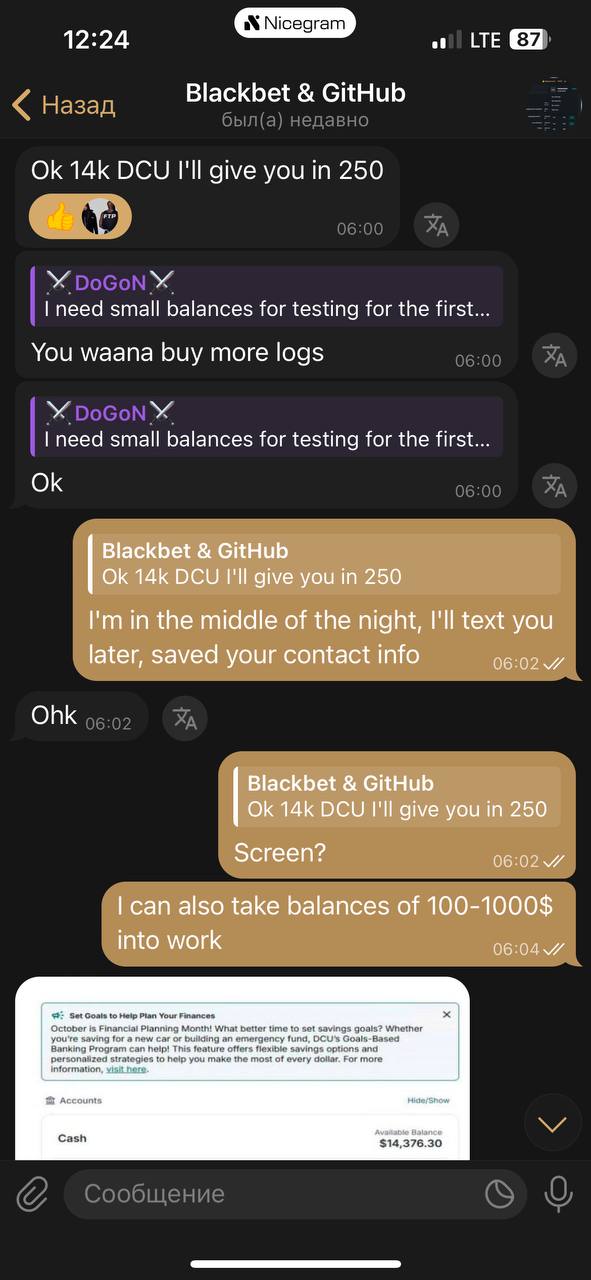 12:24
Nicegram
LTE 87
Назад
Blackbet & GitHub
был(а) недавно
Ok 14k DCU I'll give you in 250
FTP
06:00
⚔️DoGoN⚔️
I need small balances for testing for the first...
You waana buy more logs
06:00
⚔️DoGoN⚔️
I need small balances for testing for the first...
Ok
06:00
Blackbet & GitHub
Ok 14k DCU I'll give you in 250
I'm in the middle of the night, I'll text you
later, saved your contact info
06:02
Ohk 06:02
Blackbet & GitHub
Ok 14k DCU I'll give you in 250
Screen?
06:02
I can also take balances of 100-1000$
into work
06:04
Set Goals to Help Plan Your Finances
October is Financial Planning Month! What better time to set savings goals? Whether
you're saving for a new car or building an emergency fund, DCU's Goals-Based
Banking Program can help! This feature offers flexible savings options and
personalized strategies to help you make the most of every dollar. For more
information, visit here.
Accounts
Hide/Show
Cash
Available Balance
$14,376.30
Сообщение